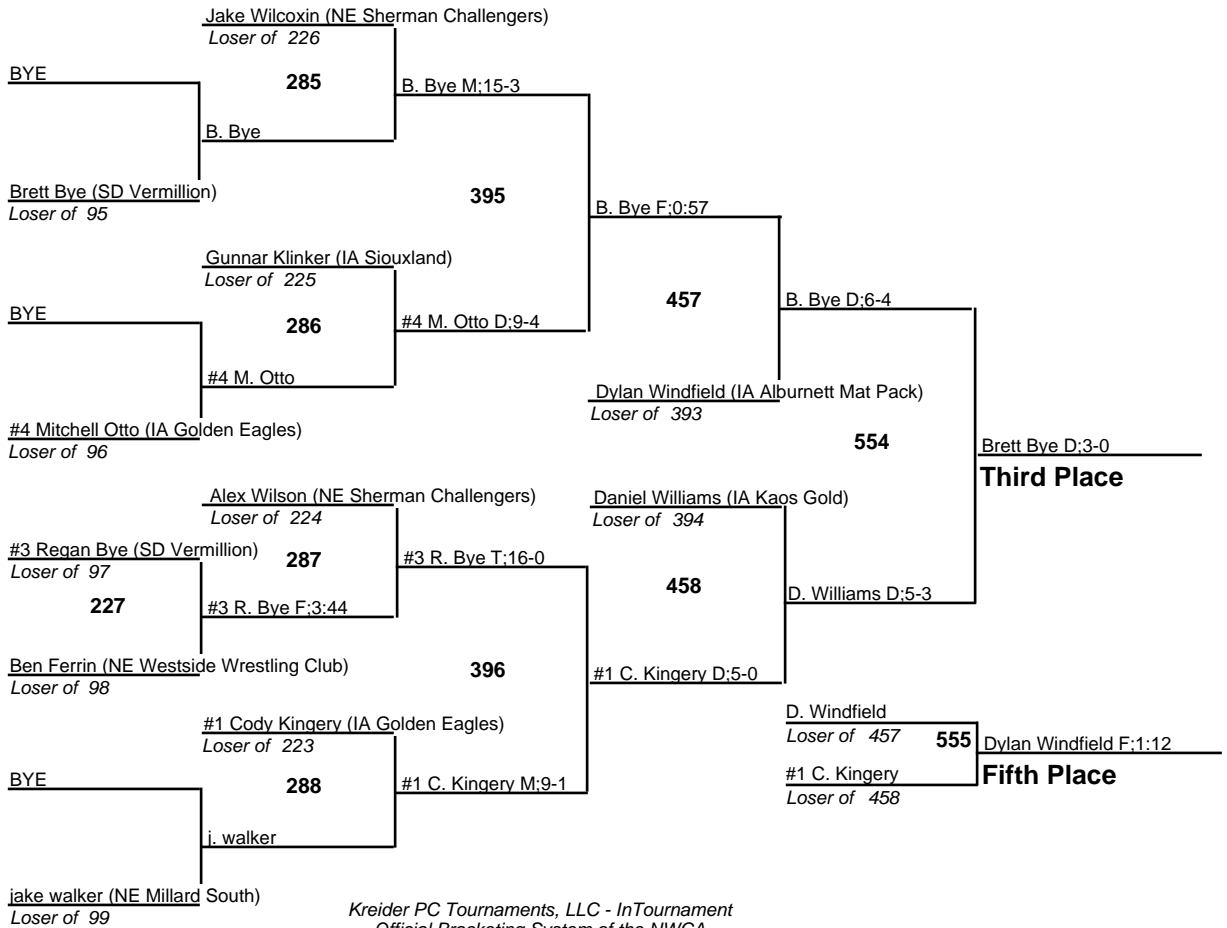 Jake Wilcoxin (NE Sherman Challengers)
Loser of 226
BYE
285
B. Bye M;15-3
B. Bye
Brett Bye (SD Vermillion)
Loser of 95
395
B. Bye F;0:57
Gunnar Klinker (IA Siouxland)
Loser of 225
BYE
286
#4 M. Otto D;9-4
457
B. Bye D;6-4
#4 M. Otto
Dylan Windfield (IA Alburnett Mat Pack)
Loser of 393
#4 Mitchell Otto (IA Golden Eagles)
Loser of 96
554
Brett Bye D;3-0
Third Place
Alex Wilson (NE Sherman Challengers)
Loser of 224
Daniel Williams (IA Kaos Gold)
Loser of 394
#3 Regan Bye (SD Vermillion)
Loser of 97
287
#3 R. Bye T;16-0
227
#3 R. Bye F;3:44
458
D. Williams D;5-3
Ben Ferrin (NE Westside Wrestling Club)
Loser of 98
396
#1 C. Kingery D;5-0
#1 Cody Kingery (IA Golden Eagles)
Loser of 223
D. Windfield
Loser of 457
555
Dylan Windfield F;1:12
Fifth Place
BYE
288
#1 C. Kingery M;9-1
#1 C. Kingery
Loser of 458
j. walker
jake walker (NE Millard South)
Loser of 99
Kreider PC Tournaments, LLC - InTournament
Official Bracketing System of the NWCA